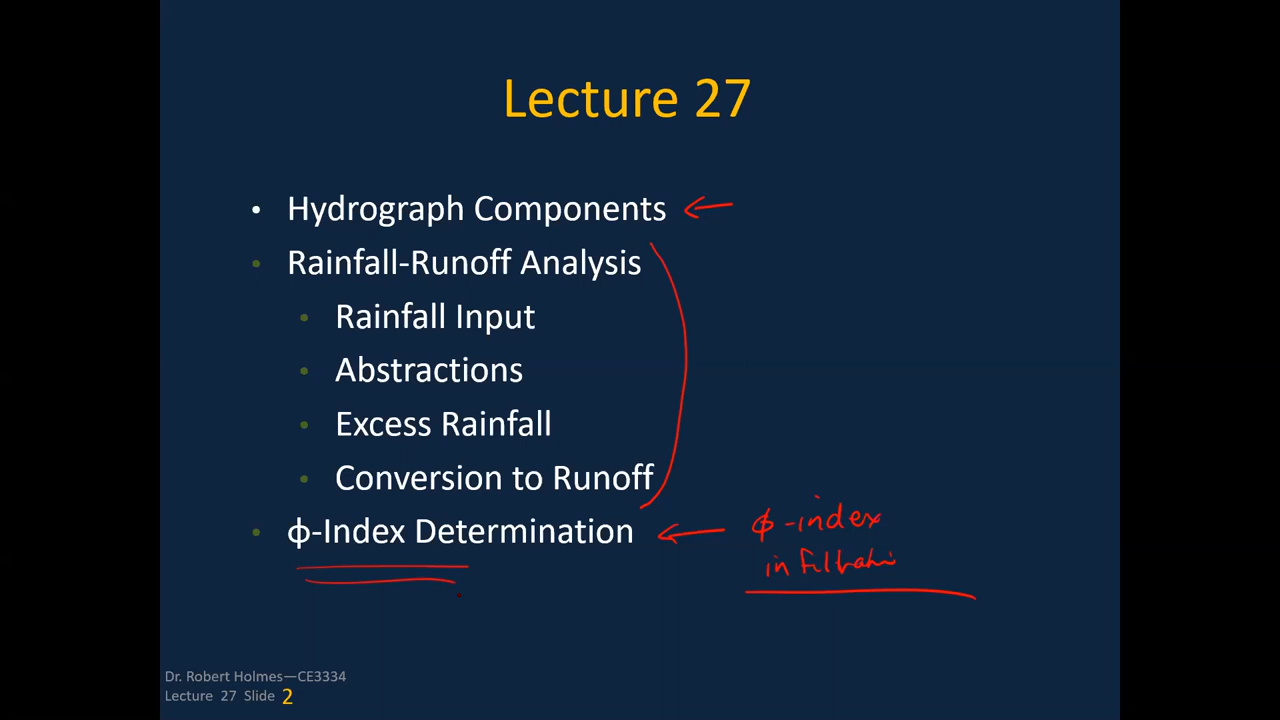 Lecture 27
• Hydrograph Components
• Rainfall-Runoff Analysis
• Rainfall Input
• Abstractions
• Excess Rainfall
• Conversion to Runoff
• ɸ-Index Determination
ɸ-index
Dr. Robert Holmes—CE3334
Lecture 27 Slide 2